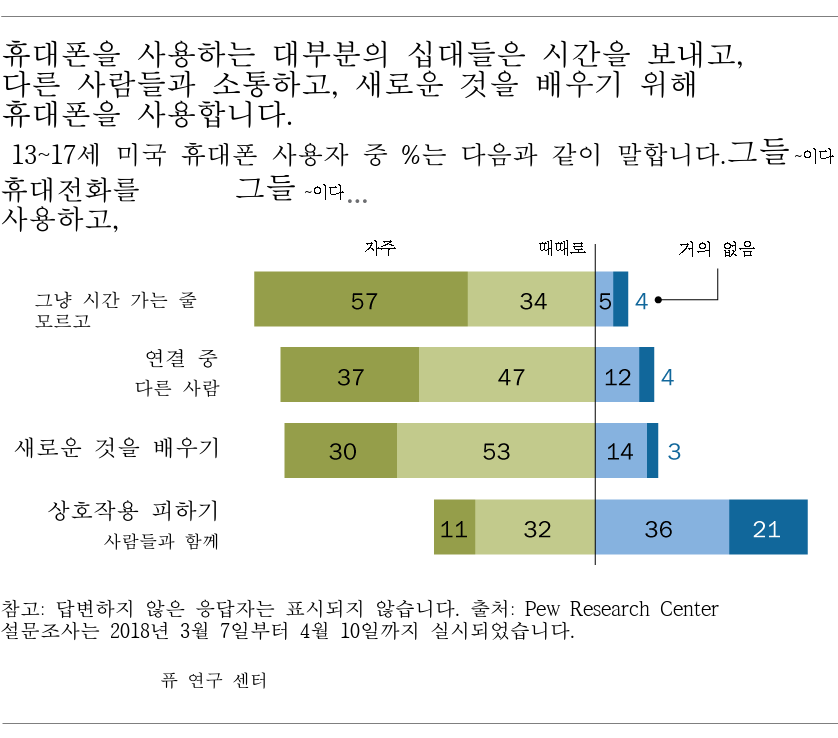 휴대폰을 사용하는 대부분의 십대들은 시간을 보내고,
다른 사람들과 소통하고, 새로운 것을 배우기 위해
휴대폰을 사용합니다.
13~17세 미국 휴대폰 사용자 중 %는 다음과 같이 말합니다.그들 ~이다
휴대전화를 그들 ~이다...
사용하고,
자주 때때로 거의 없음
그냥 시간 가는 줄
모르고
57 34 5 4
연결 중
다른 사람
37 47 12 4
새로운 것을 배우기
30 53 14 3
상호작용 피하기
사람들과 함께
11 32 36 21
참고: 답변하지 않은 응답자는 표시되지 않습니다. 출처: Pew Research Center
설문조사는 2018년 3월 7일부터 4월 10일까지 실시되었습니다.
퓨 연구 센터